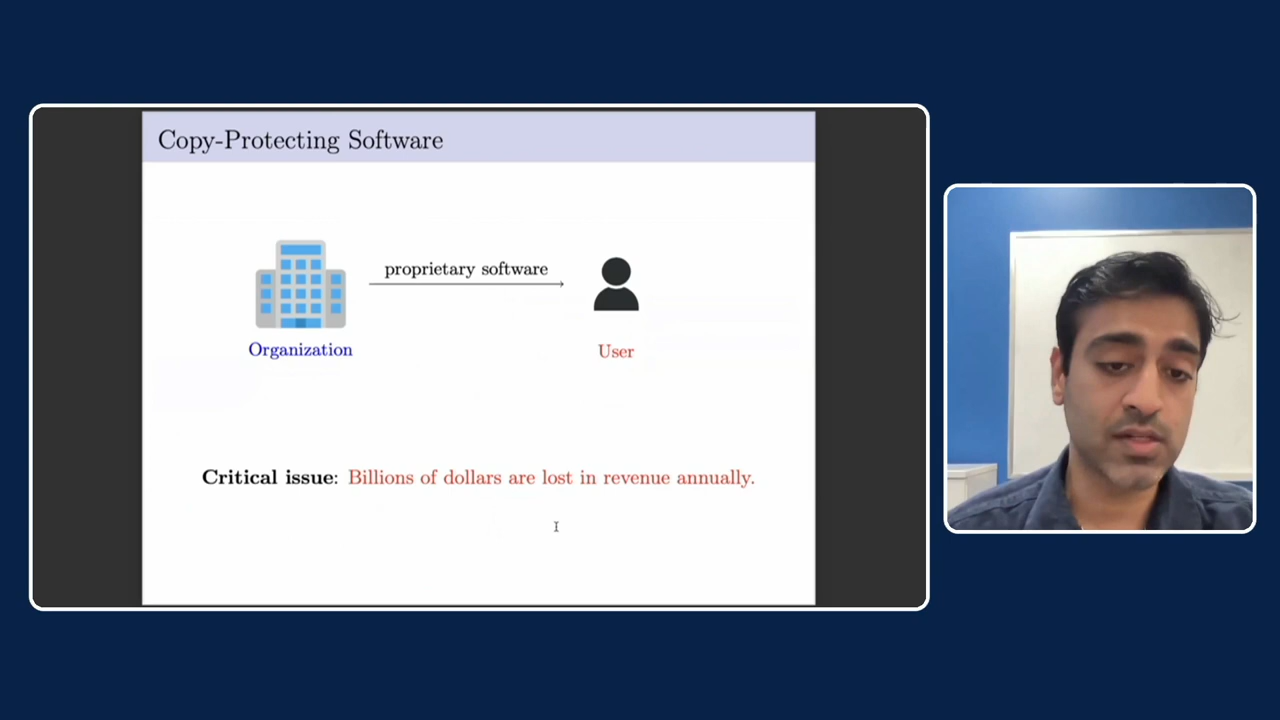 Copy-Protecting Software
proprietary software
Organization
User
Critical issue: Billions of dollars are lost in revenue annually.